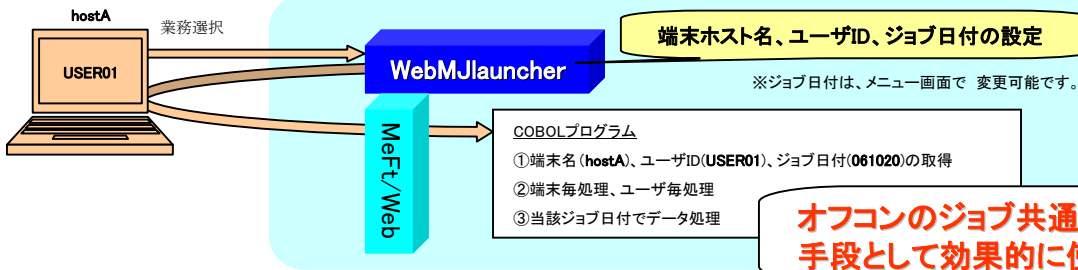 hostA
業務選択
USER01
WebMJlauncher
端末ホスト名、ユーザID、ジョブ日付の設定
※ジョブ日付は、メニュー画面で 変更可能です。
MeFt/Web
COBOLプログラム
①端末名(hostA)、ユーザID(USER01)、ジョブ日付(061020)の取得
②端末毎処理、ユーザ毎処理
③当該ジョブ日付でデータ処理
オフコンのジョブ共通
手段として効果的に